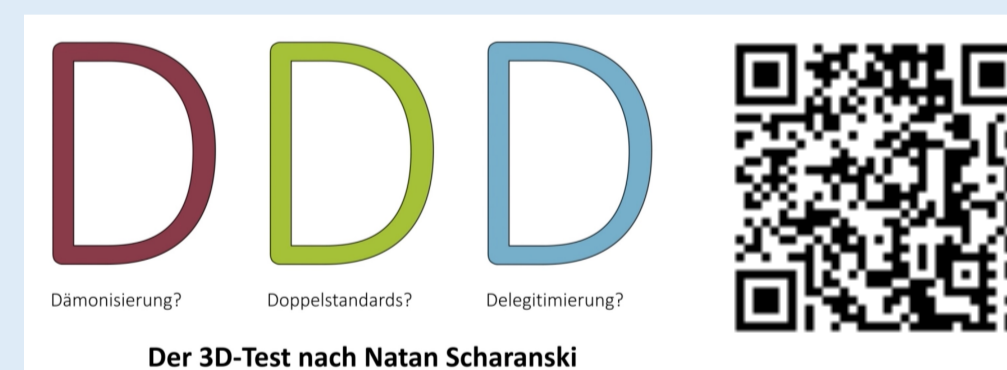 D D D
Dämonisierung? Doppelstandards? Delegitimierung?
Der 3D-Test nach Natan Scharanski